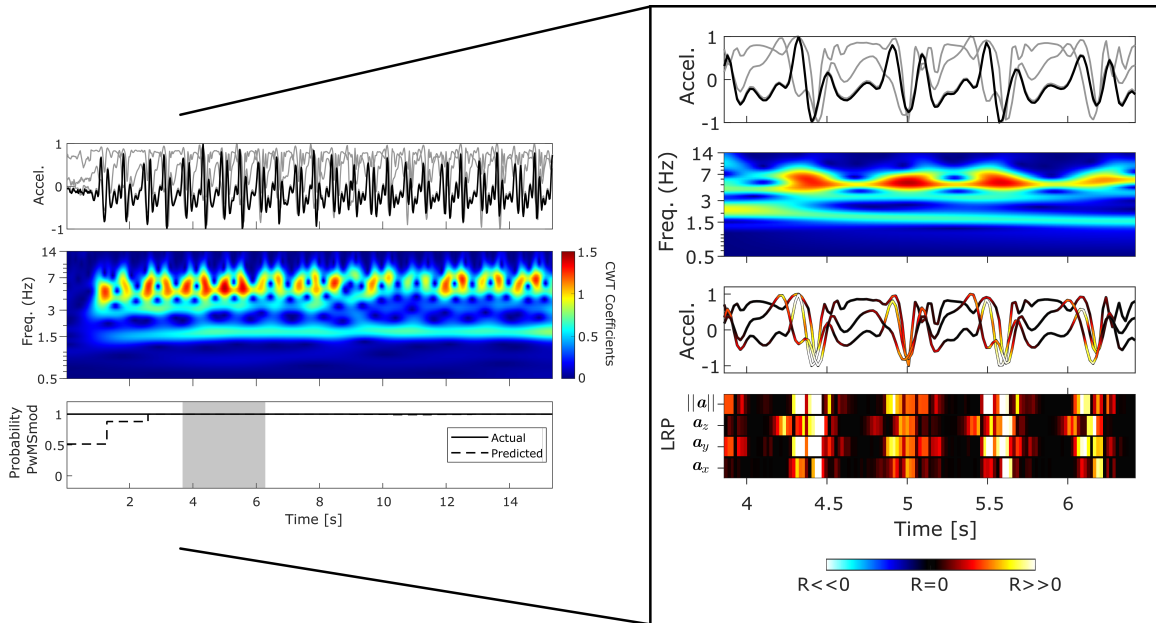 1
0
-1
Accel.
14
7
3
1.5
0.5
Freq. (Hz)
1.5
1
0.5
0
CWT Coefficients
1
0.5
0
Probability
PwMSmod
Actual
Predicted
2 4 6 8 10 12 14
Time [s]
1
0
-1
Accel.
14
7
3
1.5
0.5
Freq. (Hz)
1
0
-1
Accel.
||a||
a_z
a_y
a_x
LRP
4 4.5 5 5.5 6
Time [s]
R<<0 R=0 R>>0